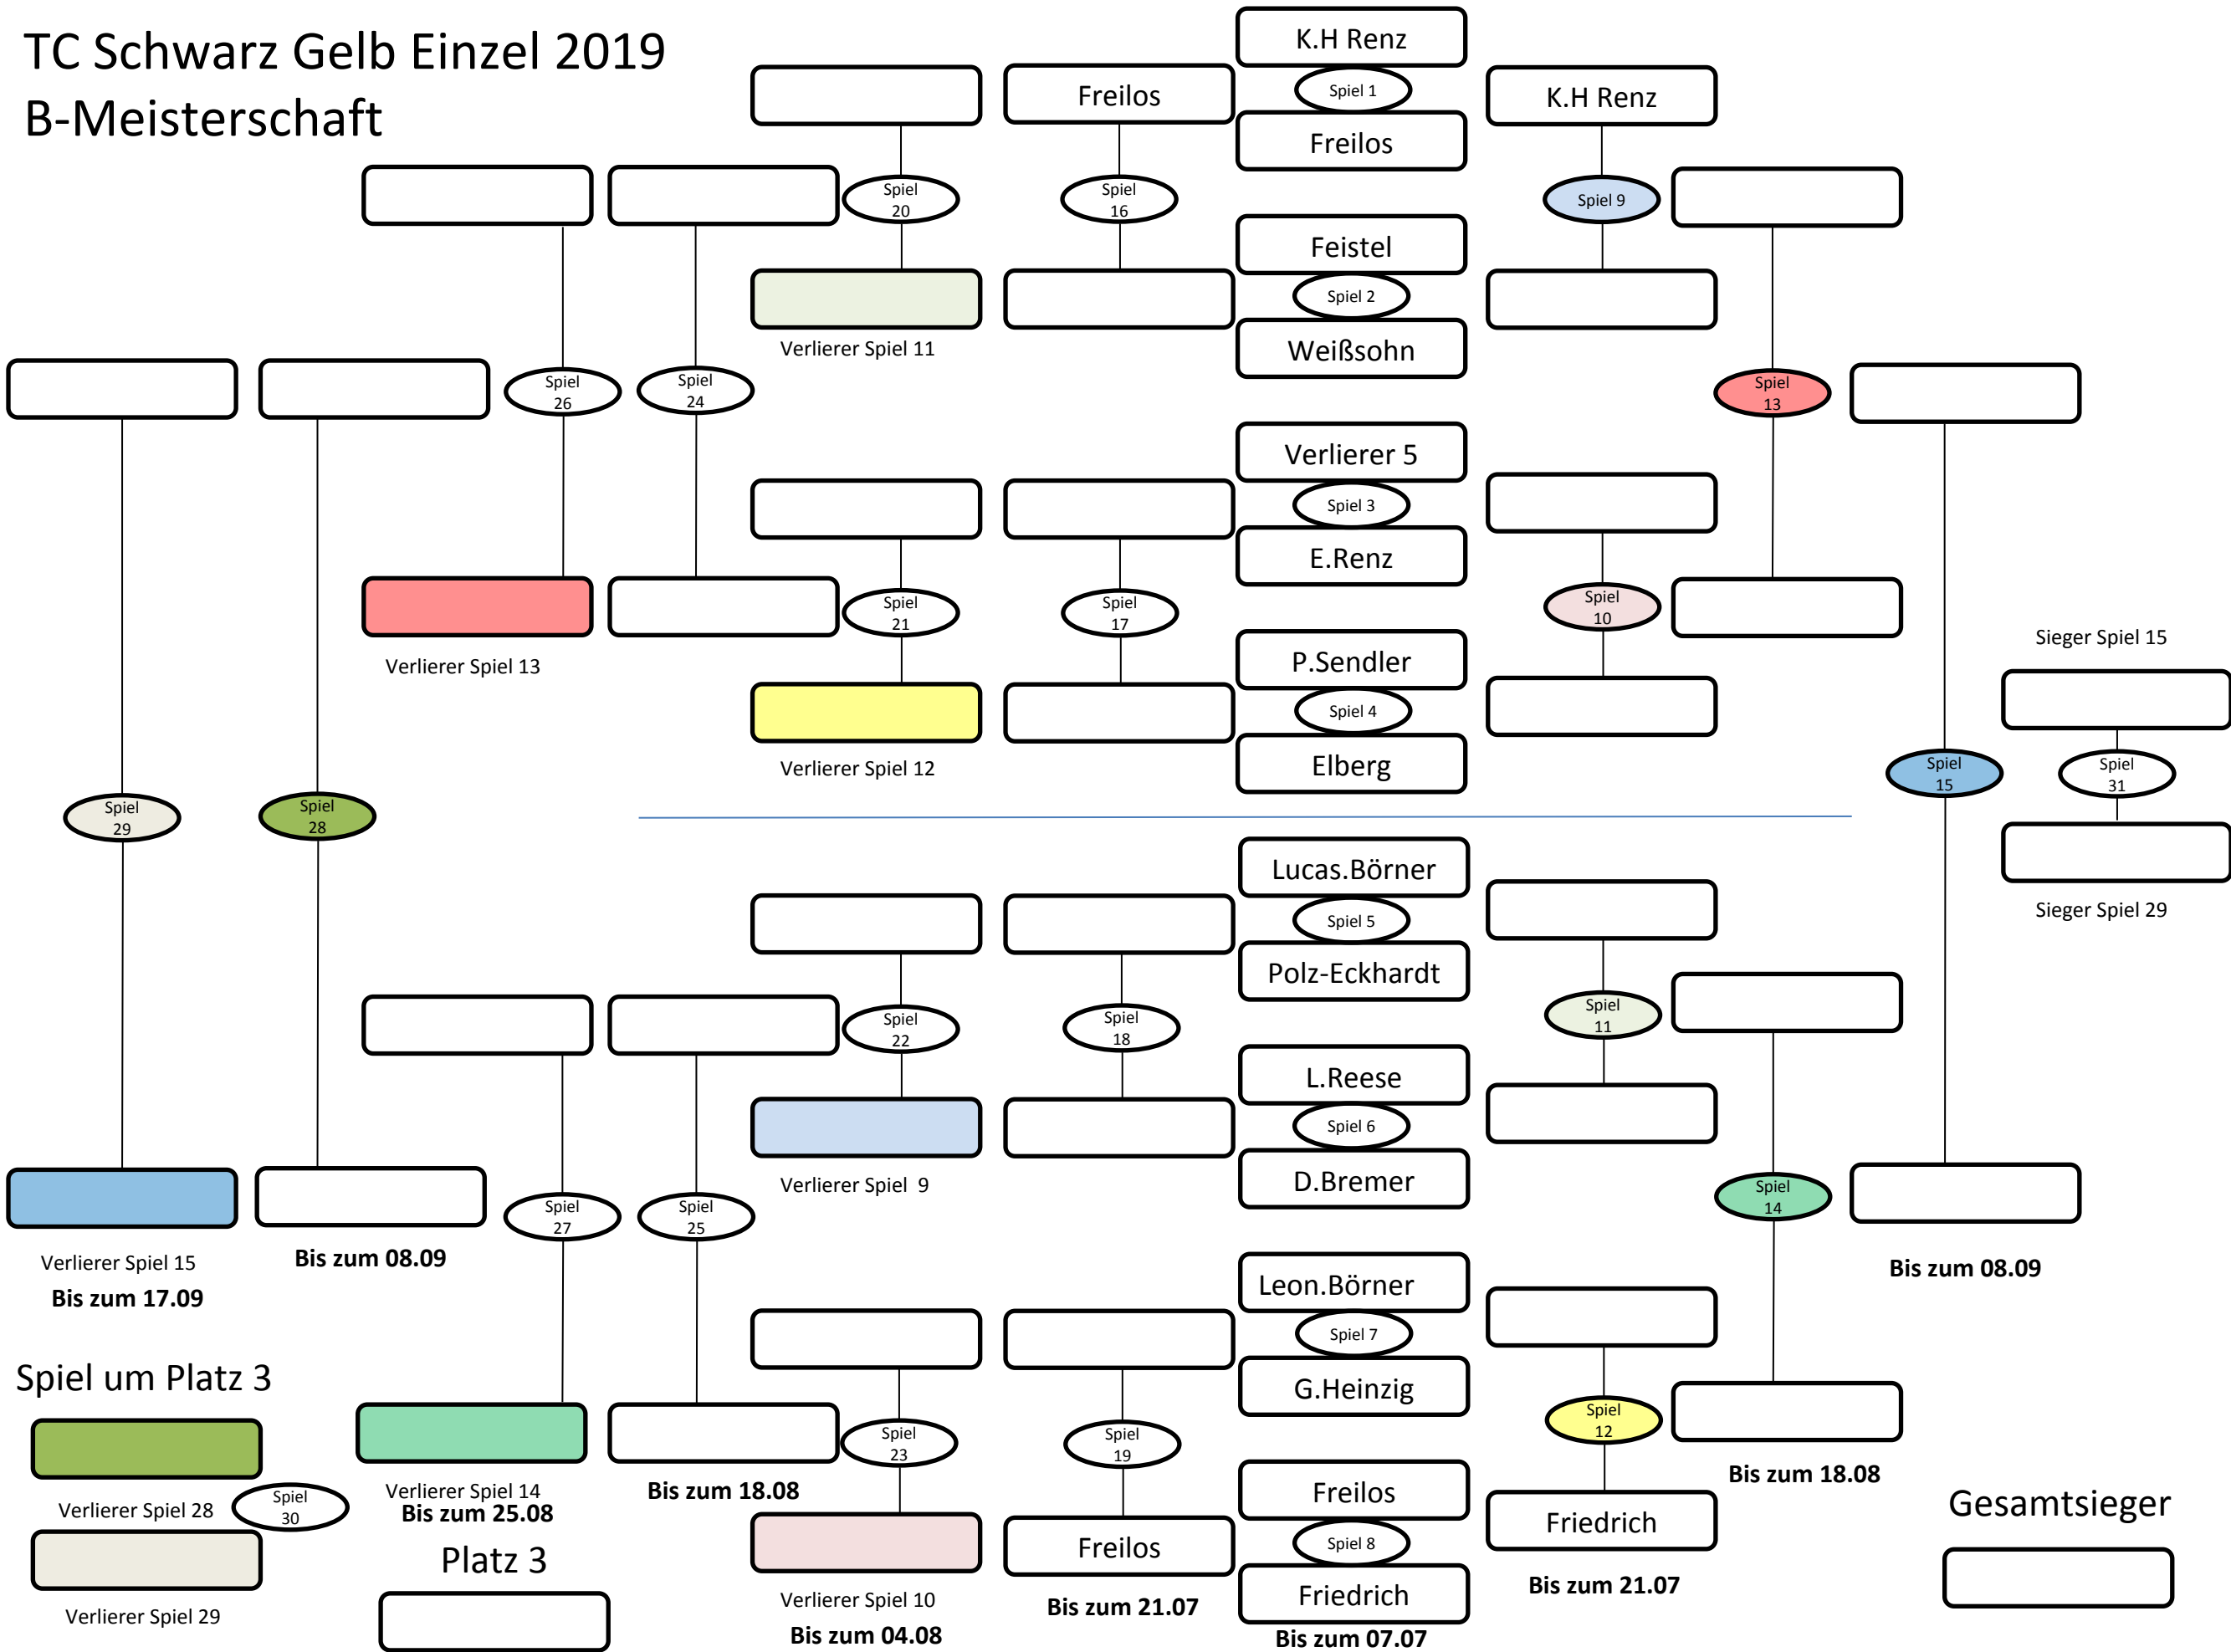 TC Schwarz Gelb Einzel 2019
B-Meisterschaft
K.H Renz
Spiel 1
Freilos
Freilos
K.H Renz
Spiel
20
Spiel
16
Spiel 9
Feistel
Spiel 2
Weißsohn
Verlierer Spiel 11
Spiel
26
Spiel
24
Spiel
13
Verlierer 5
Spiel 3
E.Renz
Spiel
21
Spiel
17
Spiel
10
Verlierer Spiel 13
P.Sendler
Spiel 4
Elberg
Verlierer Spiel 12
Sieger Spiel 15
Spiel
15
Spiel
31
Sieger Spiel 29
Spiel
29
Spiel
28
Lucas.Börner
Spiel 5
Polz-Eckhardt
Spiel
22
Spiel
18
Spiel
11
L.Reese
Spiel 6
D.Bremer
Verlierer Spiel  9
Spiel
27
Spiel
25
Spiel
14
Verlierer Spiel 15
Bis zum 17.09
Bis zum 08.09
Bis zum 08.09
Leon.Börner
Spiel 7
G.Heinzig
Spiel
23
Spiel
19
Spiel
12
Spiel um Platz 3
Verlierer Spiel 28
Spiel
30
Verlierer Spiel 29
Verlierer Spiel 14
Bis zum 25.08
Bis zum 18.08
Platz 3
Verlierer Spiel 10
Bis zum 04.08
Freilos
Bis zum 21.07
Freilos
Spiel 8
Friedrich
Bis zum 07.07
Friedrich
Bis zum 21.07
Bis zum 18.08
Gesamtsieger